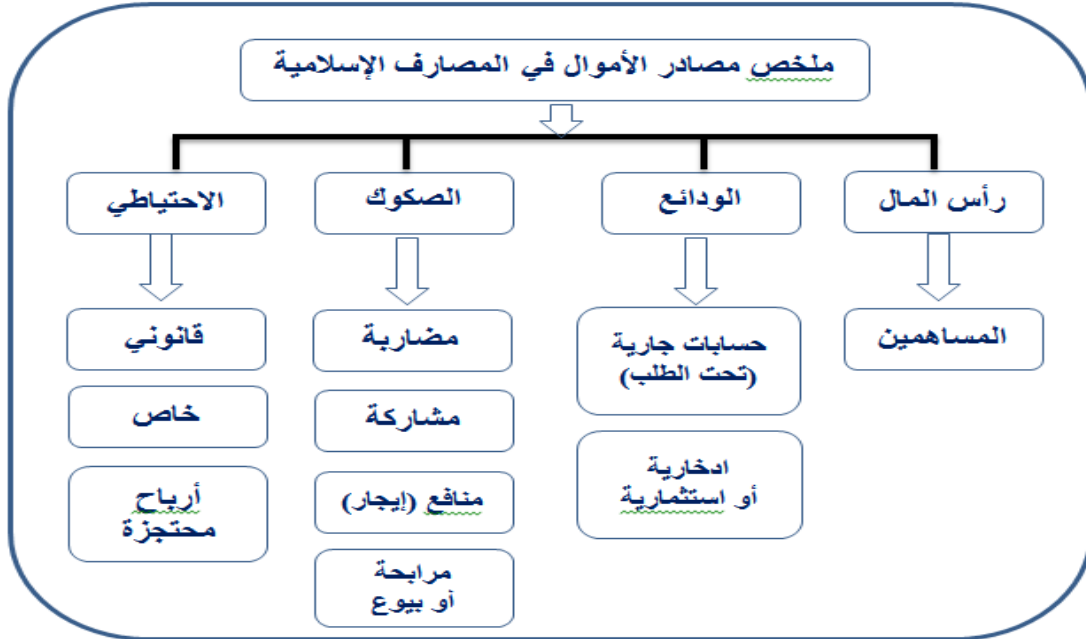 ملخص مصادر الأموال في المصارف الإسلامية
رأس المال
الودائع
الصكوك
الاحتياطي
المساهمين
حسابات جارية
(تحت الطلب)
ادخارية
أو استثمارية
مضاربة
مشاركة
منافع (إيجار)
مرابحة
أو بيوع
قانوني
خاص
أرباح
محتجزة